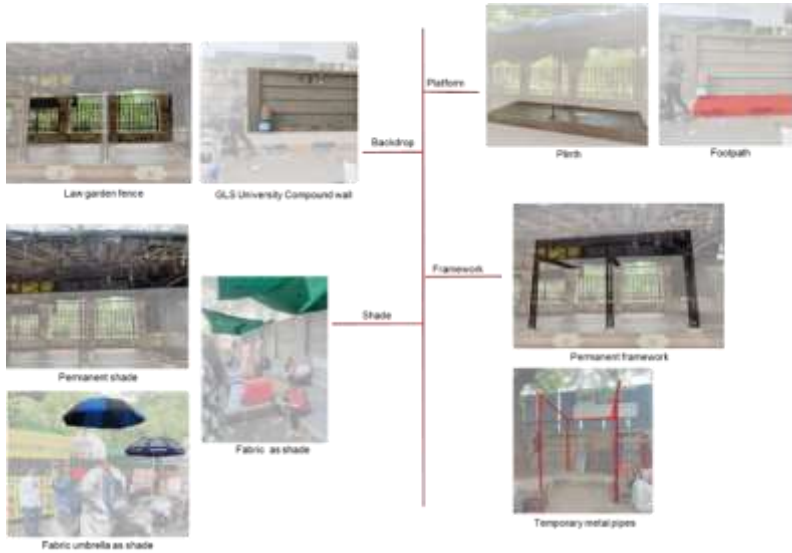 Platform
Plinth
Footpath
Backdrop
Law garden fence
GLS University Compound wall
Framework
Shade
Permanent shade
Permanent framework
Fabric as shade
Temporary metal pipes
Fabric umbrella as shade